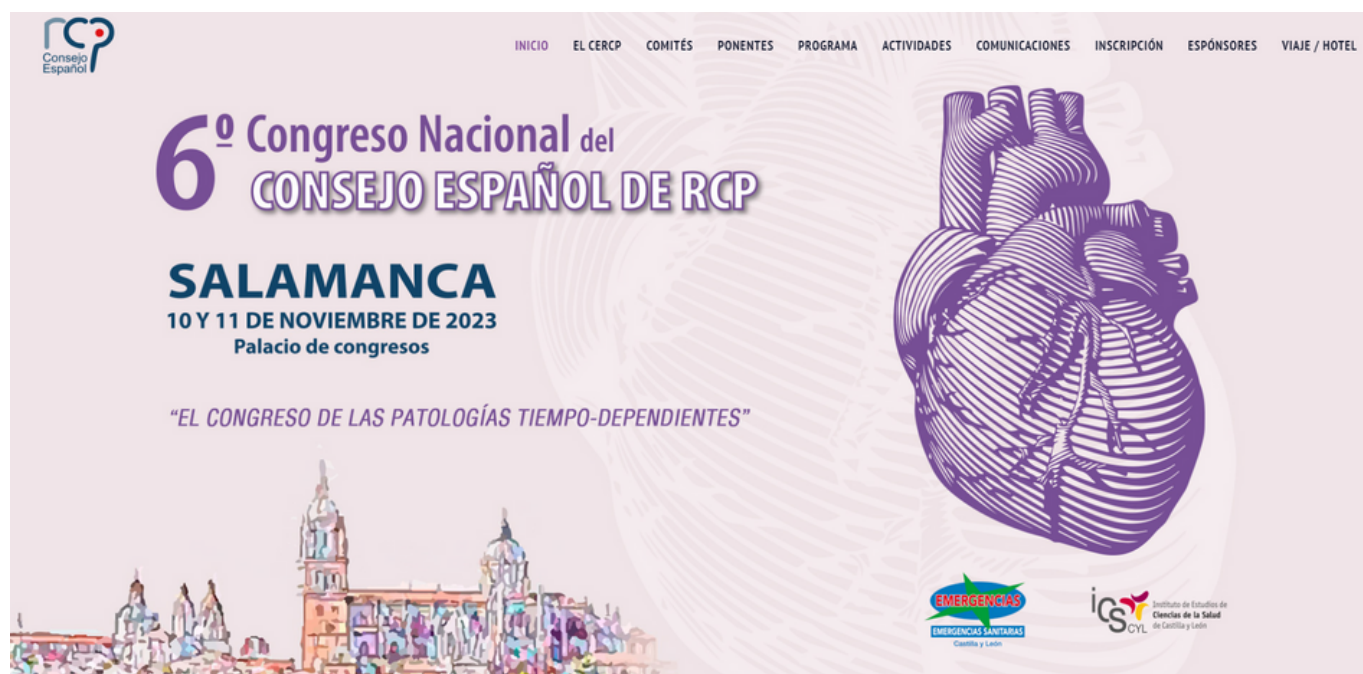 rcp
Consejo
Español
INICIO EL CERCP COMITÉS PONENTES PROGRAMA ACTIVIDADES COMUNICACIONES INSCRIPCIÓN ESPÓNSORES VIAJE / HOTEL
6º Congreso Nacional del
CONSEJO ESPAÑOL DE RCP
SALAMANCA
10 Y 11 DE NOVIEMBRE DE 2023
Palacio de congresos
“EL CONGRESO DE LAS PATOLOGÍAS TIEMPO-DEPENDIENTES”
EMERGENCIAS
EMERGENCIAS SANITARIAS
Castilla y León
icS
CYL
Instituto de Estudios de
Ciencias de la Salud
de Castilla y León